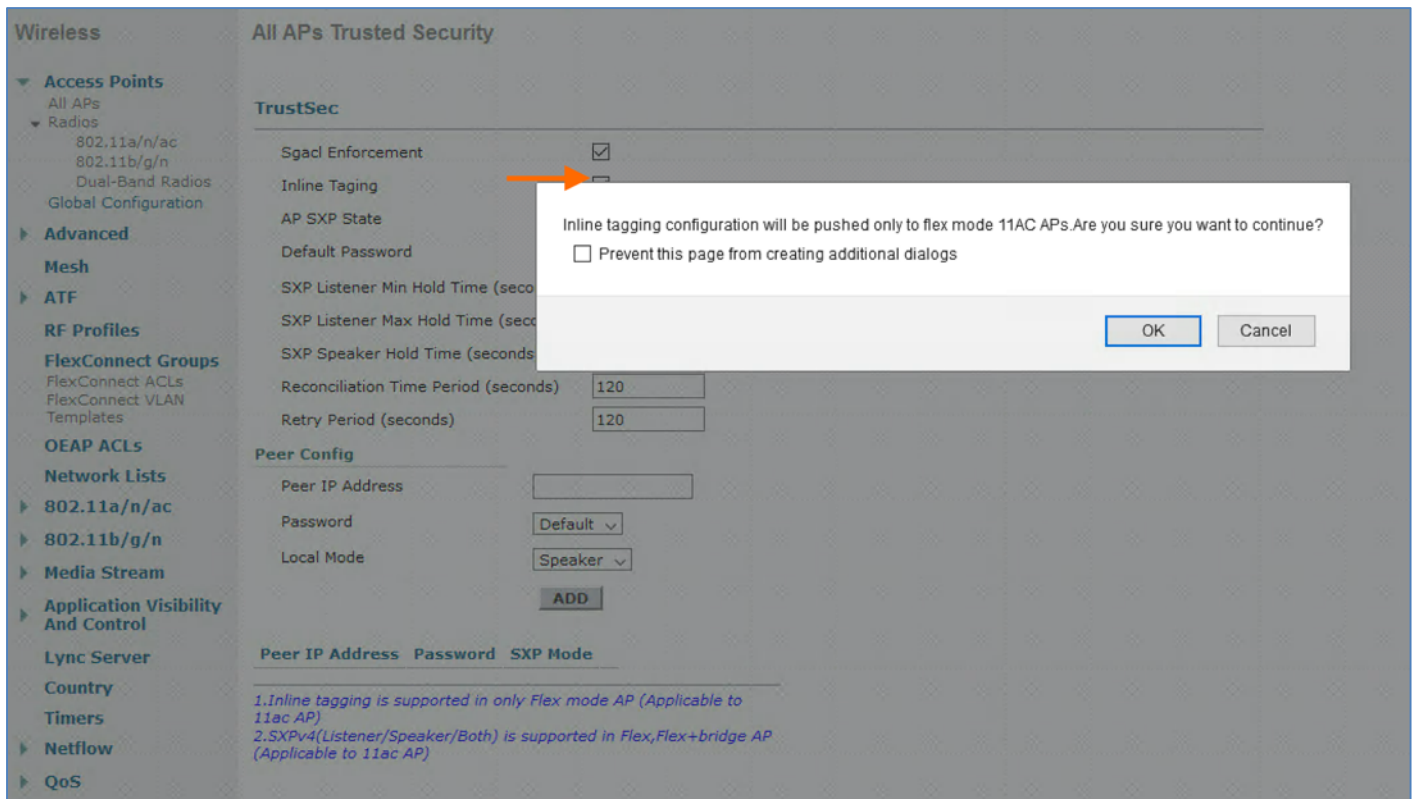 Wireless
Access Points
All APs
Radios
802.11a/n/ac
802.11b/g/n
Dual-Band Radios
Global Configuration
Advanced
Mesh
ATF
RF Profiles
FlexConnect Groups
FlexConnect ACLs
FlexConnect VLAN
Templates
OEAP ACLs
Network Lists
802.11a/n/ac
802.11b/g/n
Media Stream
Application Visibility
And Control
Lync Server
Country
Timers
Netflow
QoS
All APs Trusted Security
TrustSec
Sgacl Enforcement
Inline Taging
AP SXP State
Default Password
SXP Listener Min Hold Time (seco
SXP Listener Max Hold Time (seco
SXP Speaker Hold Time (seconds
Reconciliation Time Period (seconds) 120
Retry Period (seconds) 120
Peer Config
Peer IP Address
Password Default
Local Mode Speaker
ADD
Peer IP Address Password SXP Mode
1.Inline tagging is supported in only Flex mode AP (Applicable to
11ac AP)
2.SXPv4(Listener/Speaker/Both) is supported in Flex,Flex+bridge AP
(Applicable to 11ac AP)
Inline tagging configuration will be pushed only to flex mode 11AC APs.Are you sure you want to continue?
Prevent this page from creating additional dialogs
OK Cancel